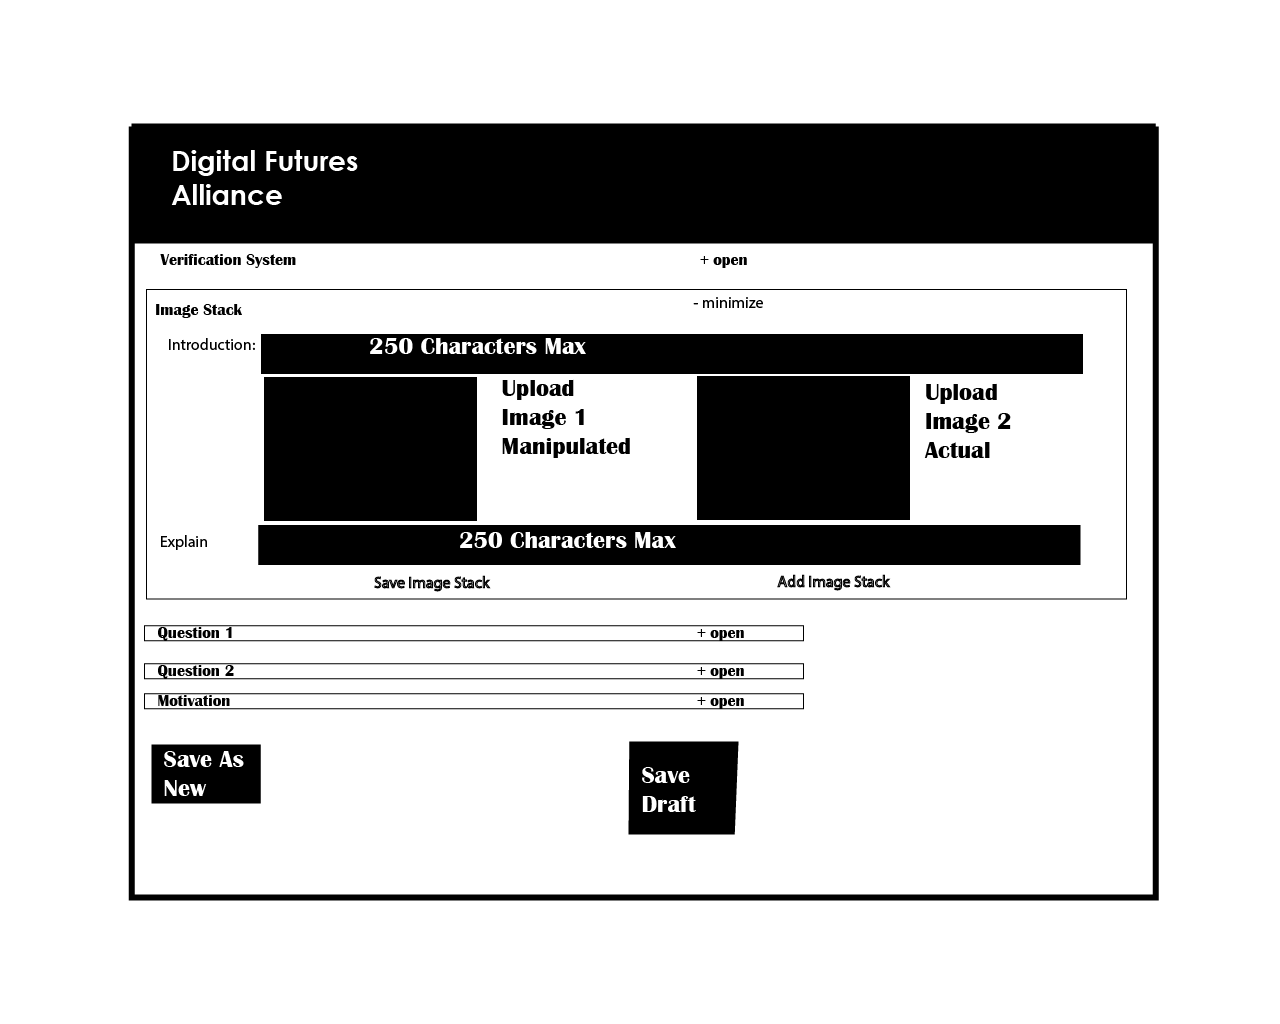 Digital Futures
Alliance
Verification System + open
Image Stack - minimize
Introduction: 250 Characters Max
Upload
Image 1
Manipulated
Upload
Image 2
Actual
Explain 250 Characters Max
Save Image Stack Add Image Stack
Question 1 + open
Question 2 + open
Motivation + open
Save As
New
Save
Draft